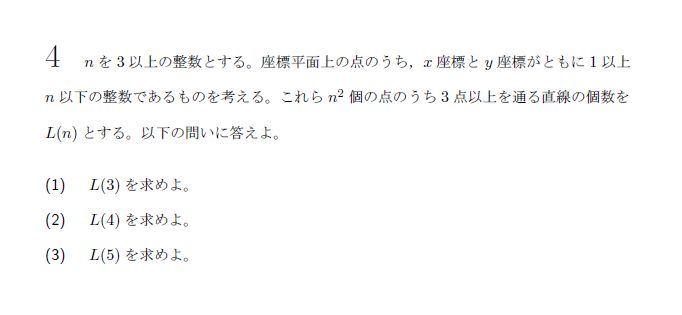 4 nを3以上の整数とする。座標平面上の点のうち，x座標とy座標がともに1以上
n以下の整数であるものを考える。これらn²個の点のうち3点以上を通る直線の個数を
L(n)とする。以下の問いに答えよ。
(1) L(3)を求めよ。
(2) L(4)を求めよ。
(3) L(5)を求めよ。